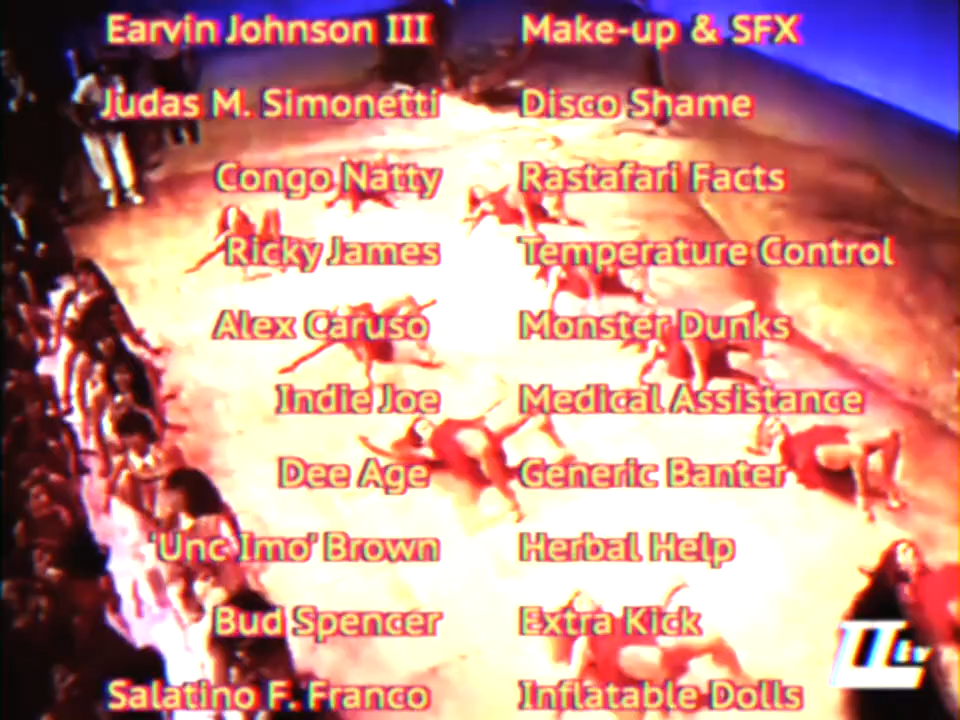 Earvin Johnson III Make-up & SFX
Judas M. Simonetti Disco Shame
Congo Natty Rastafari Facts
Ricky James Temperature Control
Alex Caruso Monster Dunks
Indie Joe Medical Assistance
Dee Age Generic Banter
'Unc Imo' Brown Herbal Help
Bud Spencer Extra Kick
Salatino F. Franco Inflatable Dolls